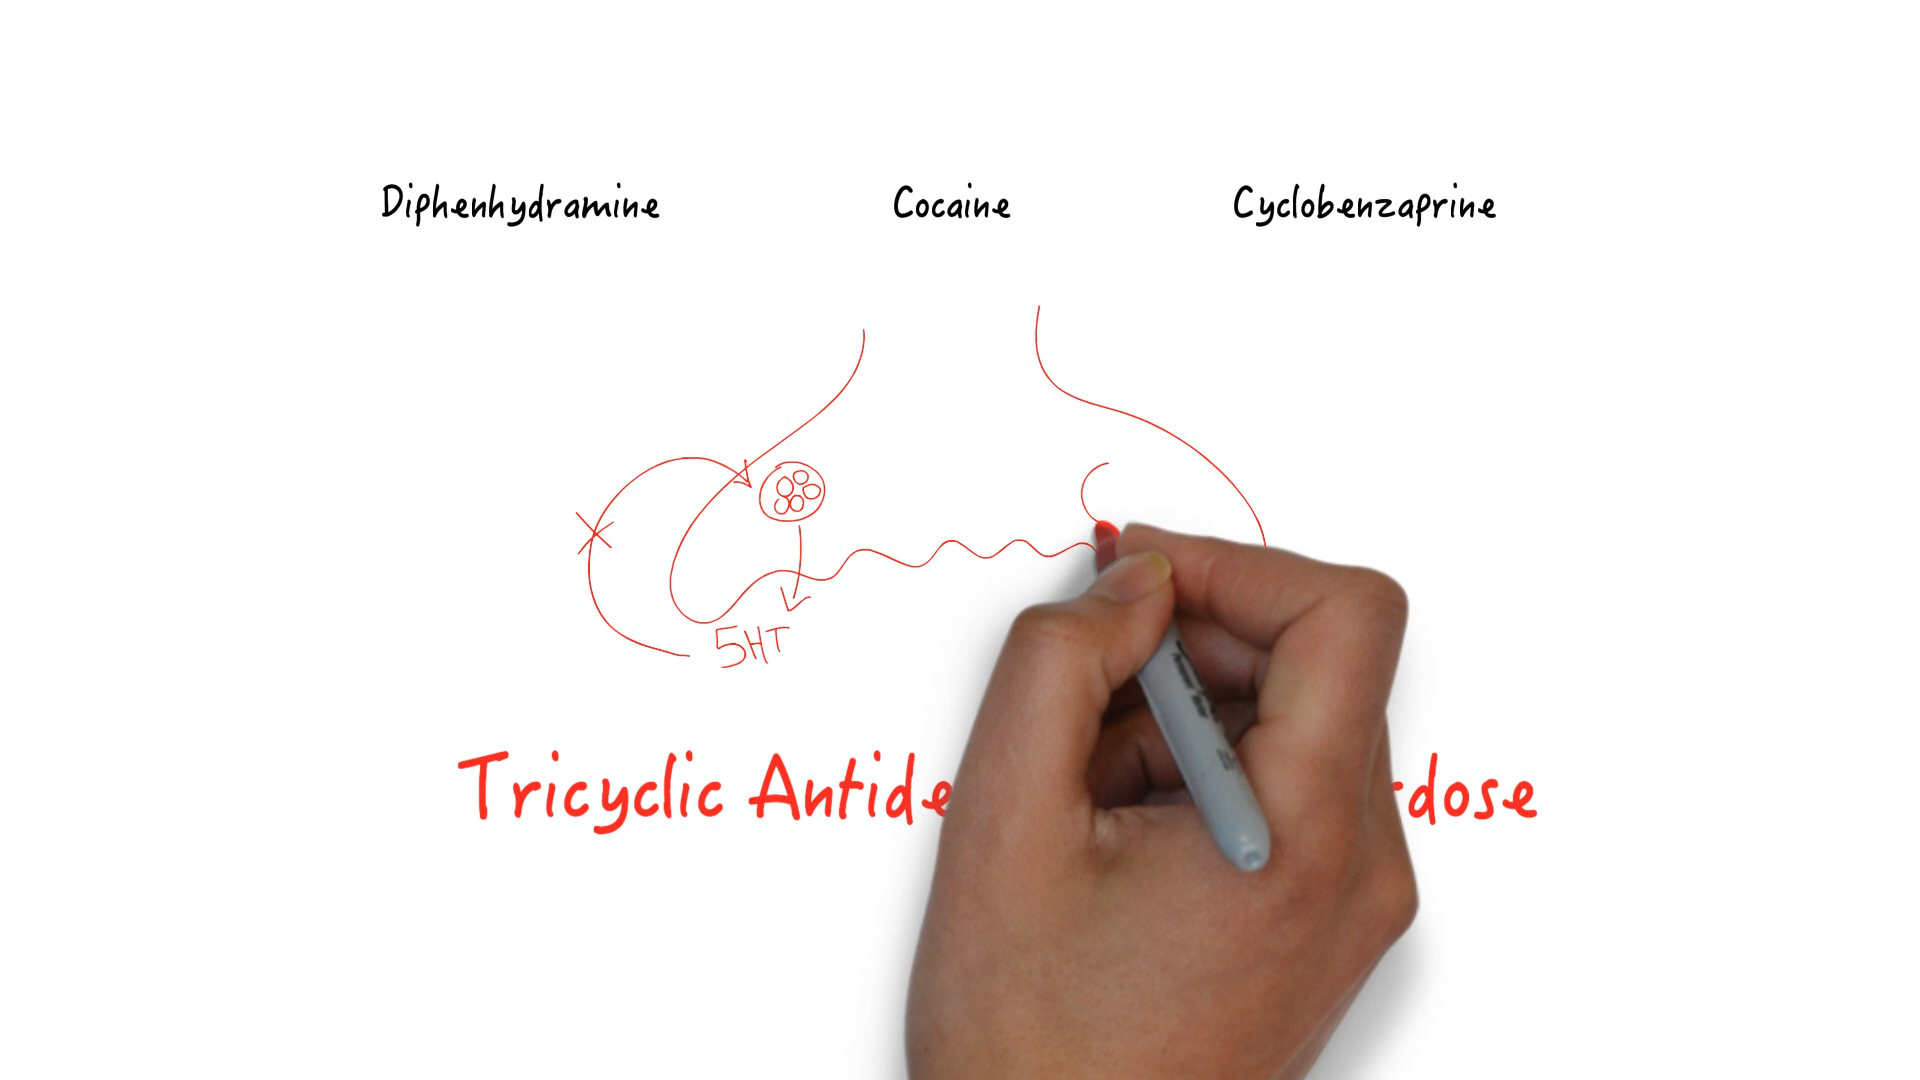 Diphenhydramine Cocaine Cyclobenzaprine
5HT
Tricyclic Antide rdose